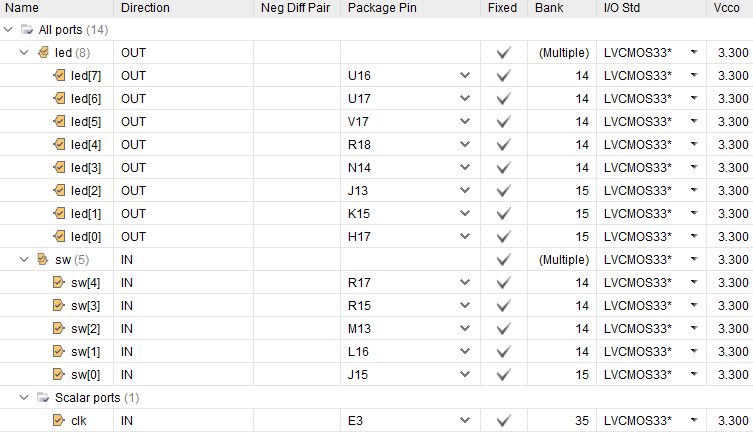 Name Direction Neg Diff Pair Package Pin Fixed Bank I/O Std Vcco
All ports (14)
led (8) OUT (Multiple) LVCMOS33* 3.300
led[7] OUT U16 14 LVCMOS33* 3.300
led[6] OUT U17 14 LVCMOS33* 3.300
led[5] OUT V17 14 LVCMOS33* 3.300
led[4] OUT R18 14 LVCMOS33* 3.300
led[3] OUT N14 14 LVCMOS33* 3.300
led[2] OUT J13 15 LVCMOS33* 3.300
led[1] OUT K15 15 LVCMOS33* 3.300
led[0] OUT H17 15 LVCMOS33* 3.300
sw (5) IN (Multiple) LVCMOS33* 3.300
sw[4] IN R17 14 LVCMOS33* 3.300
sw[3] IN R15 14 LVCMOS33* 3.300
sw[2] IN M13 14 LVCMOS33* 3.300
sw[1] IN L16 14 LVCMOS33* 3.300
sw[0] IN J15 15 LVCMOS33* 3.300
Scalar ports (1)
clk IN E3 35 LVCMOS33* 3.300